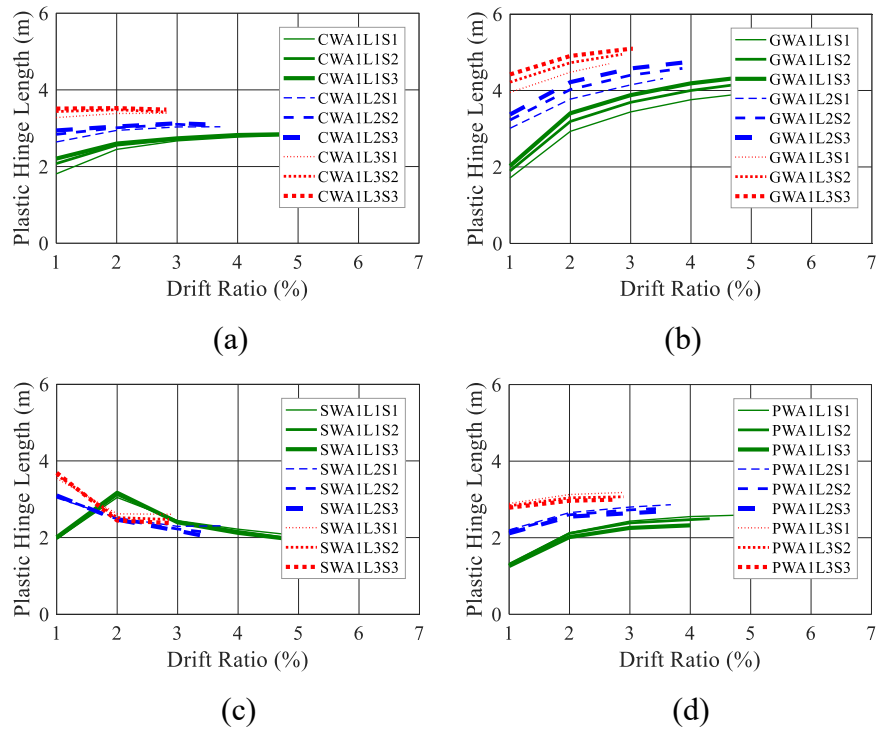 Plastic Hinge Length (m)
6
4
2
0
1 2 3 4 5 6 7
Drift Ratio (%)
CWA1L1S1
CWA1L1S2
CWA1L1S3
CWA1L2S1
CWA1L2S2
CWA1L2S3
CWA1L3S1
CWA1L3S2
CWA1L3S3
(a)
Plastic Hinge Length (m)
6
4
2
0
1 2 3 4 5 6 7
Drift Ratio (%)
GWA1L1S1
GWA1L1S2
GWA1L1S3
GWA1L2S1
GWA1L2S2
GWA1L2S3
GWA1L3S1
GWA1L3S2
GWA1L3S3
(b)
Plastic Hinge Length (m)
6
4
2
0
1 2 3 4 5 6 7
Drift Ratio (%)
SWA1L1S1
SWA1L1S2
SWA1L1S3
SWA1L2S1
SWA1L2S2
SWA1L2S3
SWA1L3S1
SWA1L3S2
SWA1L3S3
(c)
Plastic Hinge Length (m)
6
4
2
0
1 2 3 4 5 6 7
Drift Ratio (%)
PWA1L1S1
PWA1L1S2
PWA1L1S3
PWA1L2S1
PWA1L2S2
PWA1L2S3
PWA1L3S1
PWA1L3S2
PWA1L3S3
(d)